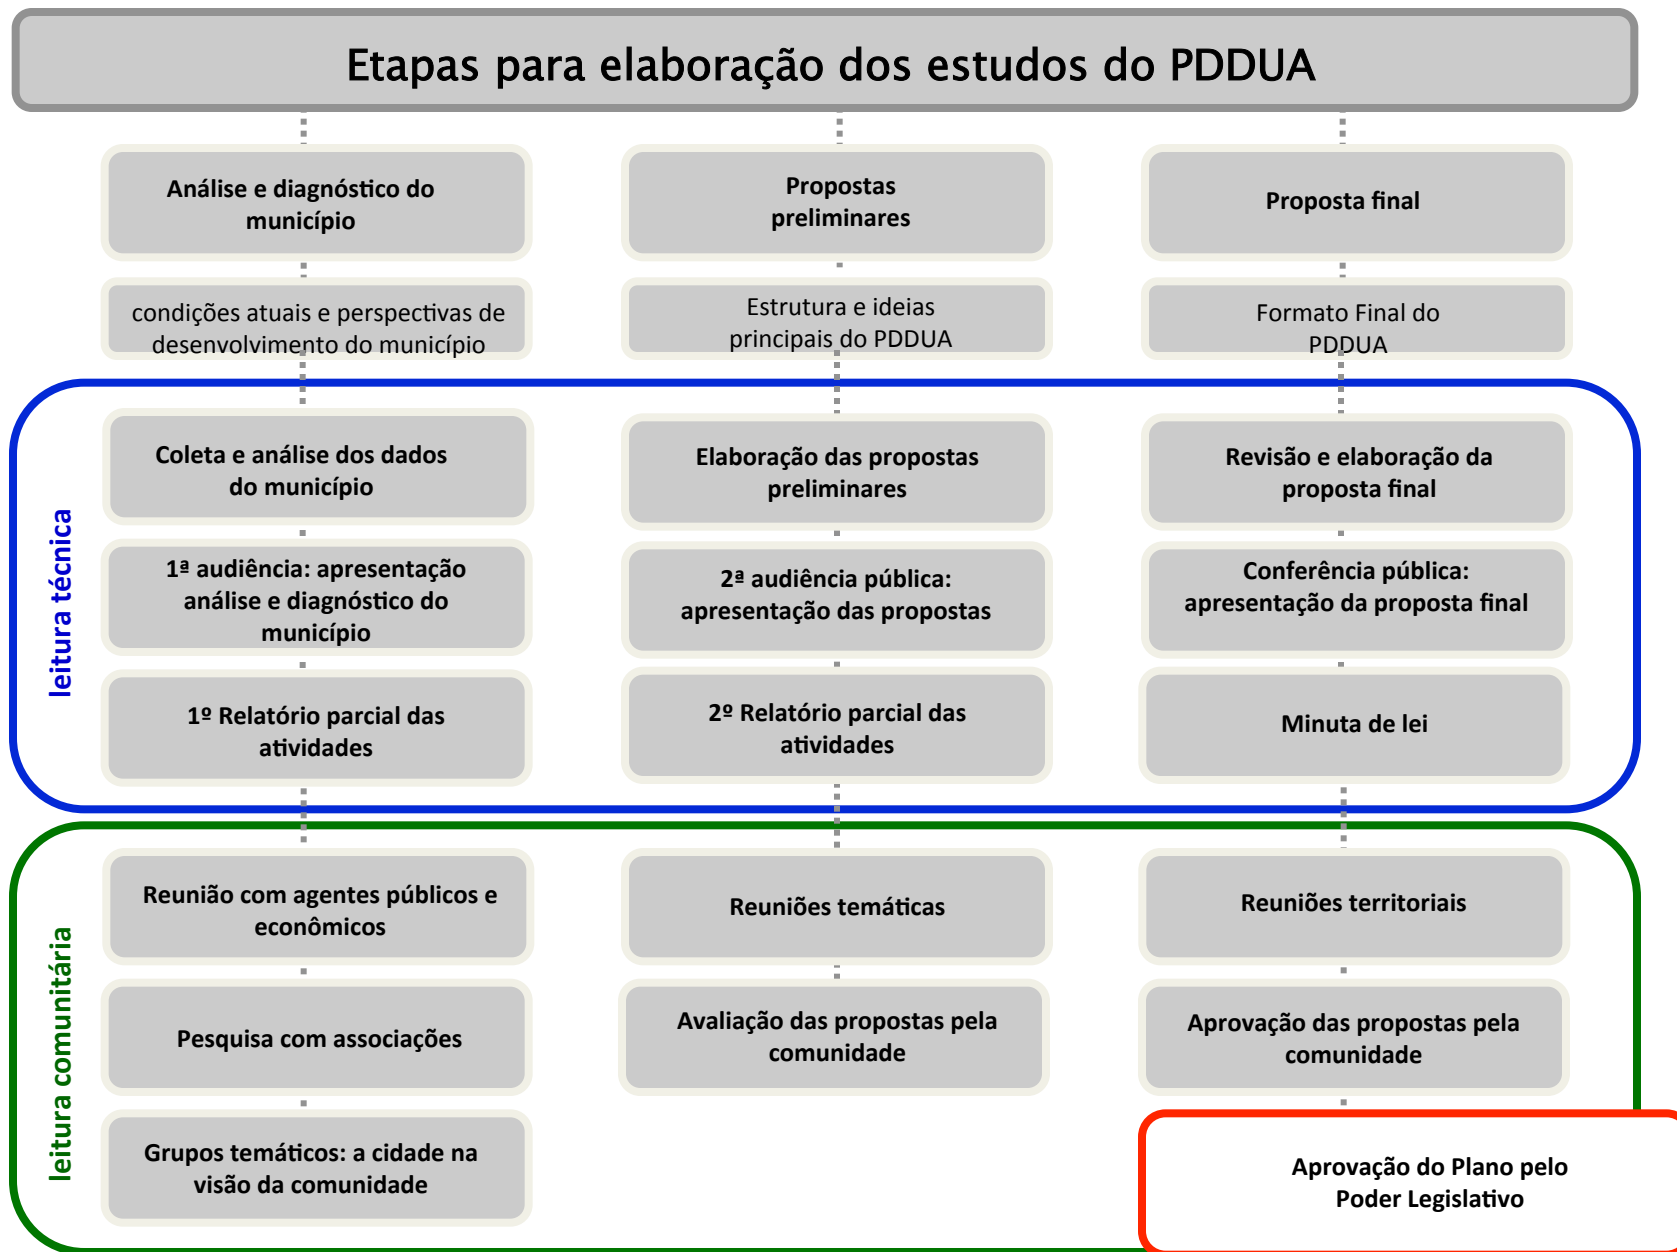 Etapas para elaboração dos estudos do PDDUA
Análise e diagnóstico do
município
Propostas
preliminares
Proposta final
condições atuais e perspectivas de
desenvolvimento do município
Estrutura e ideias
principais do PDDUA
Formato Final do
PDDUA
leitura técnica
Coleta e análise dos dados
do município
Elaboração das propostas
preliminares
Revisão e elaboração da
proposta final
1ª audiência: apresentação
análise e diagnóstico do
município
2ª audiência pública:
apresentação das propostas
Conferência pública:
apresentação da proposta final
1º Relatório parcial das
atividades
2º Relatório parcial das
atividades
Minuta de lei
leitura comunitária
Reunião com agentes públicos e
econômicos
Reuniões temáticas
Reuniões territoriais
Pesquisa com associações
Avaliação das propostas pela
comunidade
Aprovação das propostas pela
comunidade
Grupos temáticos: a cidade na
visão da comunidade
Aprovação do Plano pelo
Poder Legislativo